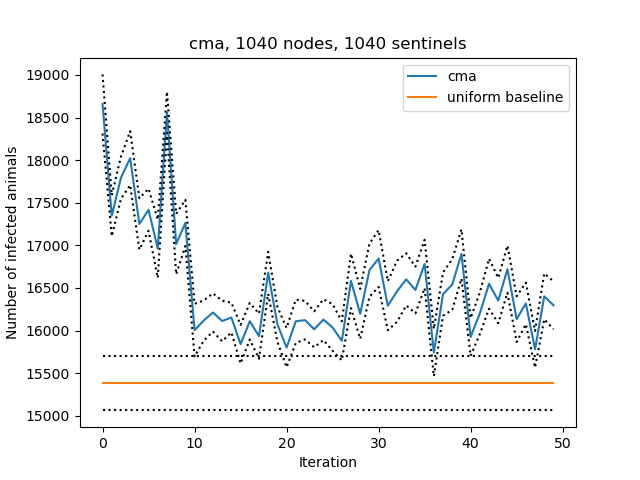 cma, 1040 nodes, 1040 sentinels
cma
uniform baseline
Number of infected animals
19000
18500
18000
17500
17000
16500
16000
15500
15000
0 10 20 30 40 50
Iteration